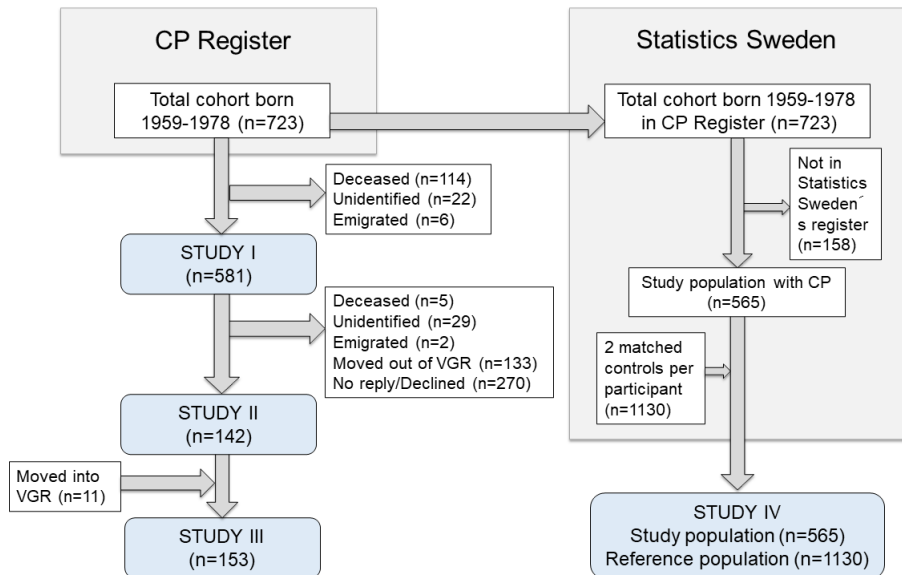 CP Register
Total cohort born
1959-1978 (n=723)
Deceased (n=114)
Unidentified (n=22)
Emigrated (n=6)
STUDY I
(n=581)
Deceased (n=5)
Unidentified (n=29)
Emigrated (n=2)
Moved out of VGR (n=133)
No reply/Declined (n=270)
STUDY II
(n=142)
Moved into
VGR (n=11)
STUDY III
(n=153)
Statistics Sweden
Total cohort born 1959-1978
in CP Register (n=723)
Not in
Statistics
Sweden´
s register
(n=158)
Study population with CP
(n=565)
2 matched
controls per
participant
(n=1130)
STUDY IV
Study population (n=565)
Reference population (n=1130)